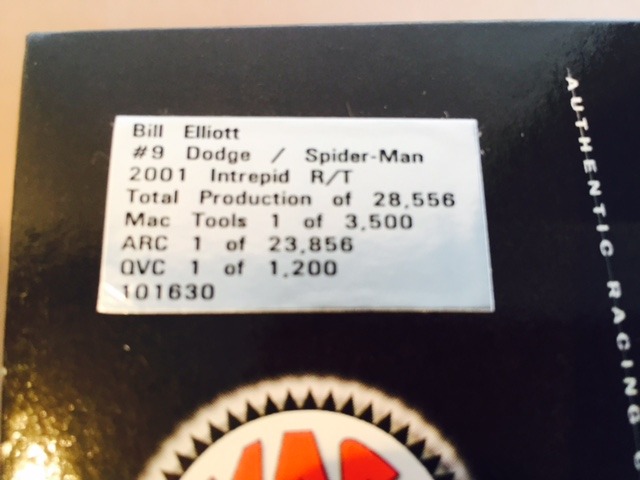 Bill Elliott
#9 Dodge / Spider-Man
2001 Intrepid R/T
Total Production of 28,556
Mac Tools 1 of 3,500
ARC 1 of 23,856
QVC 1 of 1,200
101630
AUTHENTIC RACING
MAC